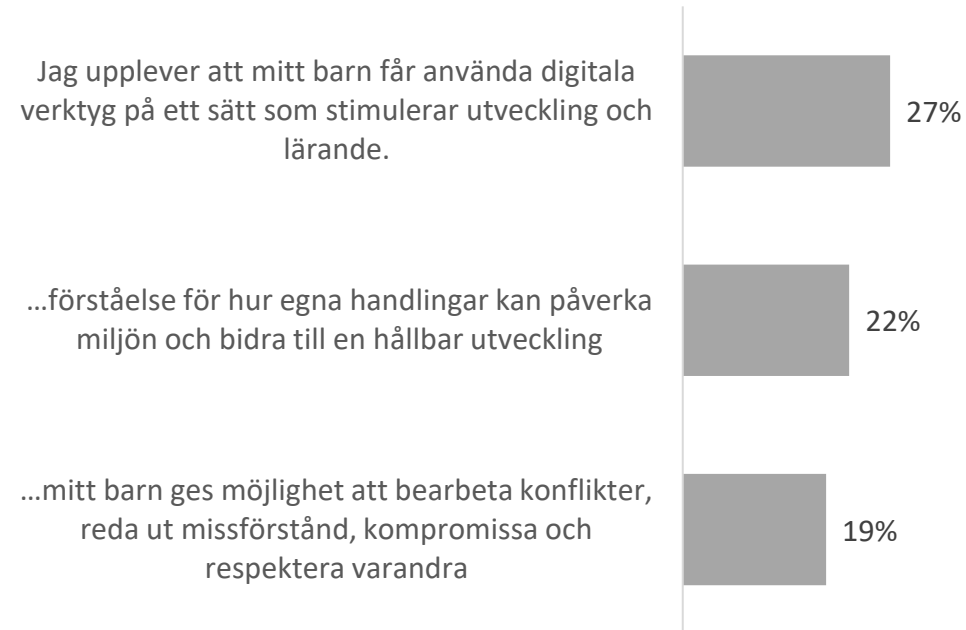 Jag upplever att mitt barn får använda digitala
verktyg på ett sätt som stimulerar utveckling och
lärande.
27%
…förståelse för hur egna handlingar kan påverka
miljön och bidra till en hållbar utveckling
22%
…mitt barn ges möjlighet att bearbeta konflikter,
reda ut missförstånd, kompromissa och
respektera varandra
19%